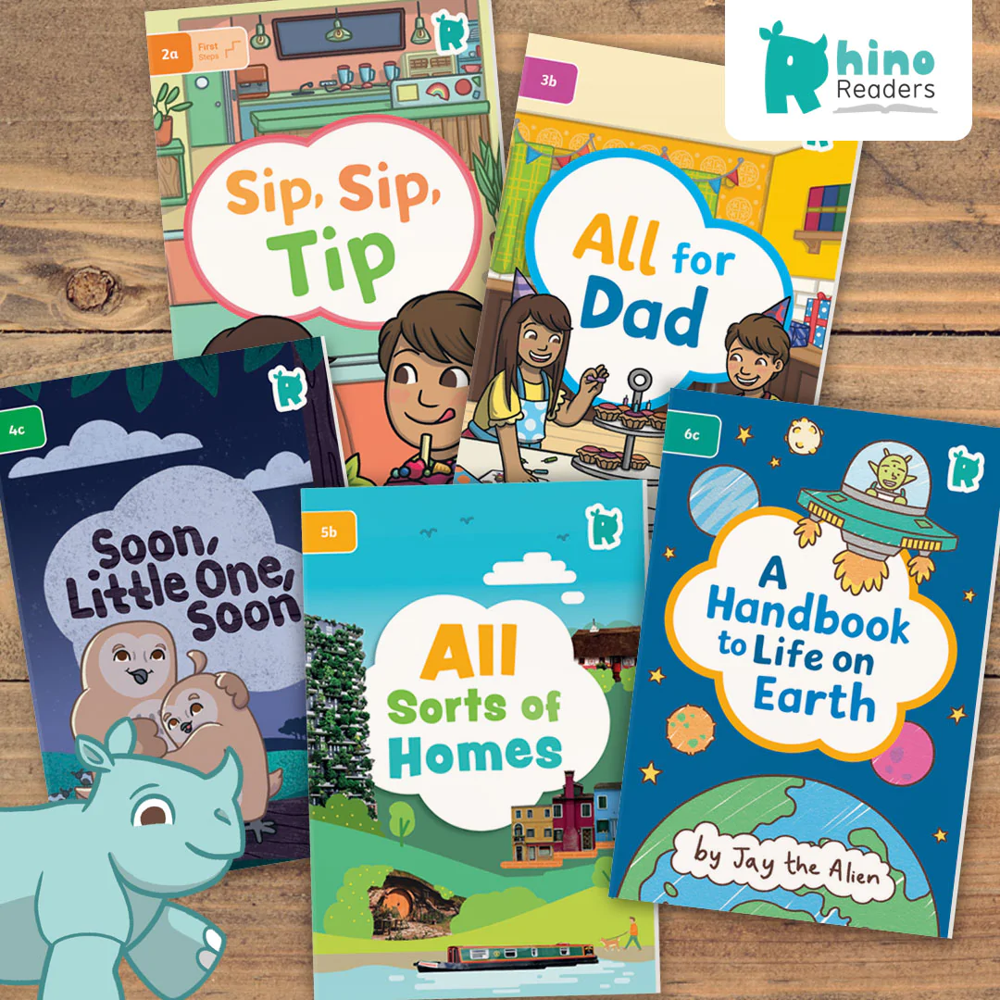 2a
First
Steps
Sip, Sip,
Tip
3b
All for
Dad
Rhino
Readers
4c
Soon,
Little One,
Soon
5b
All
Sorts of
Homes
6c
A
Handbook
to Life on
Earth
by Jay the Alien